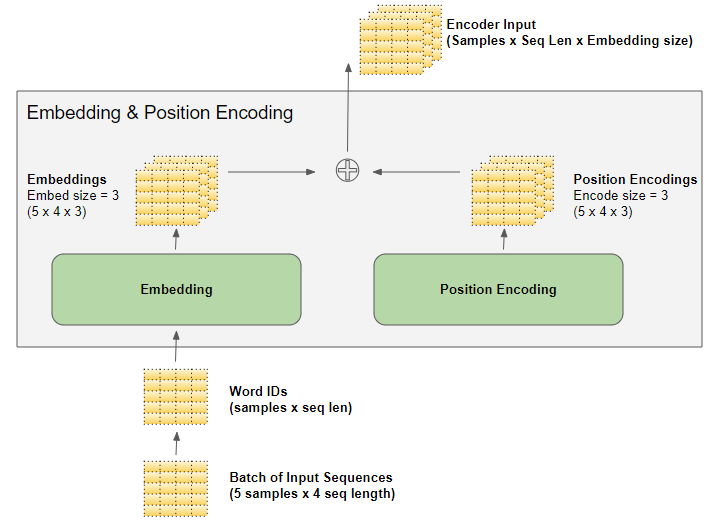 Encoder Input
(Samples x Seq Len x Embedding size)
Embedding & Position Encoding
Embeddings
Embed size = 3
(5 x 4 x 3)
Position Encodings
Encode size = 3
(5 x 4 x 3)
Embedding
Position Encoding
Word IDs
(samples x seq len)
Batch of Input Sequences
(5 samples x 4 seq length)